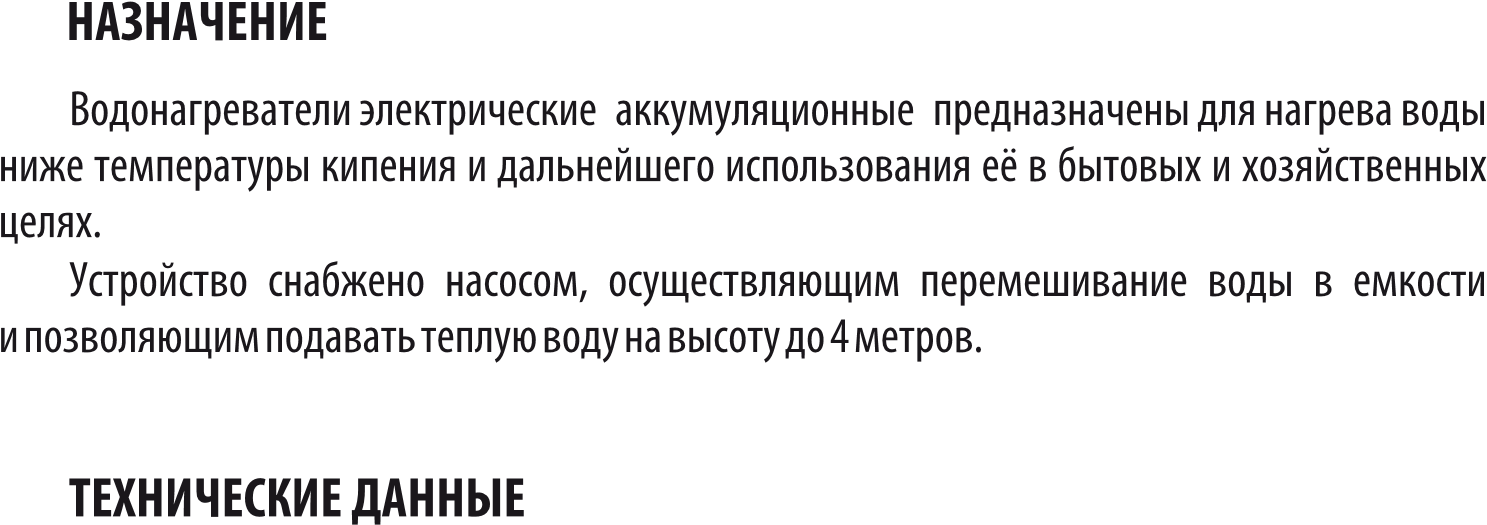 НАЗНАЧЕНИЕ
Водонагреватели электрические аккумуляционные предназначены для нагрева воды
ниже температуры кипения и дальнейшего использования её в бытовых и хозяйственных
целях.
Устройство снабжено насосом, осуществляющим перемешивание воды в емкости
и позволяющим подавать теплую воду на высоту до 4 метров.
ТЕХНИЧЕСКИЕ ДАННЫЕ